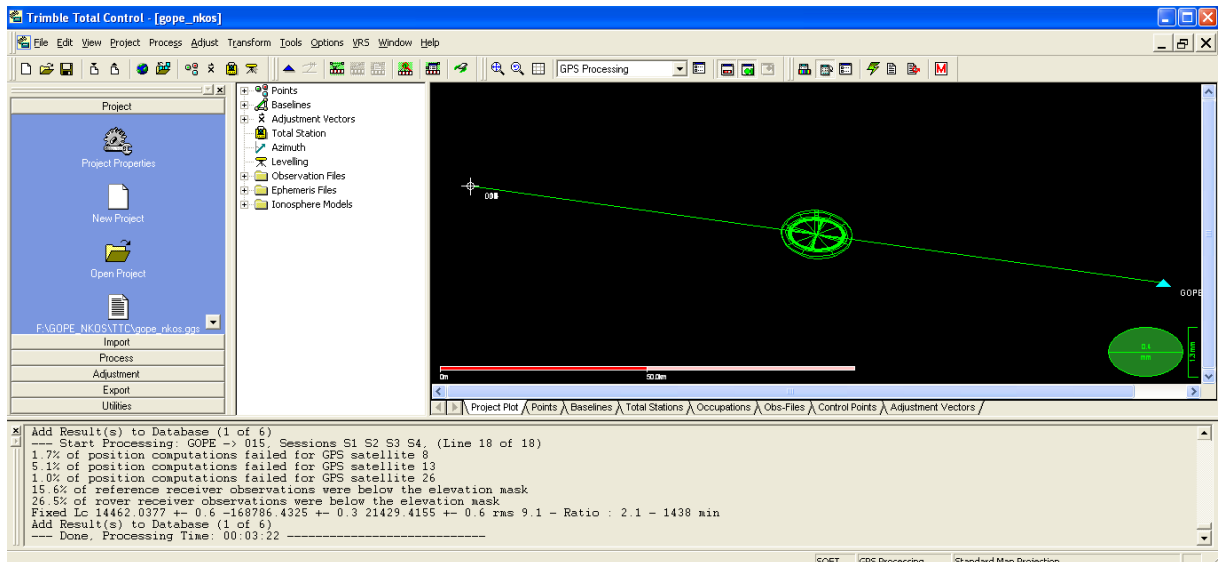 Trimble Total Control - [gope_nkos]
File Edit View Project Process Adjust Transform Tools Options VRS Window Help
GPS Processing
M
Project
Project Properties
New Project
Open Project
F:\GOPE_NKOS\TTC\gope_nkos.ggs
Import
Process
Adjustment
Export
Utilities
Points
Baselines
Adjustment Vectors
Total Station
Azimuth
Levelling
Observation Files
Ephemeris Files
Ionosphere Models
GOPE
0.1
mm
1.2 mm
0m 50.0km
Project Plot Points Baselines Total Stations Occupations Obs-Files Control Points Adjustment Vectors
Add Result(s) to Database (1 of 6)
--- Start Processing: GOPE -> 015, Sessions S1 S2 S3 S4, (Line 18 of 18)
1.7% of position computations failed for GPS satellite 8
5.1% of position computations failed for GPS satellite 13
1.0% of position computations failed for GPS satellite 26
15.6% of reference receiver observations were below the elevation mask
26.5% of rover receiver observations were below the elevation mask
Fixed Lc 14462.0377 +- 0.6 -168786.4325 +- 0.3 21429.4155 +- 0.6 rms 9.1 - Ratio : 2.1 - 1438 min
Add Result(s) to Database (1 of 6)
--- Done, Processing Time: 00:03:22 ----------------------------
GPS Processing Standard Map Projection